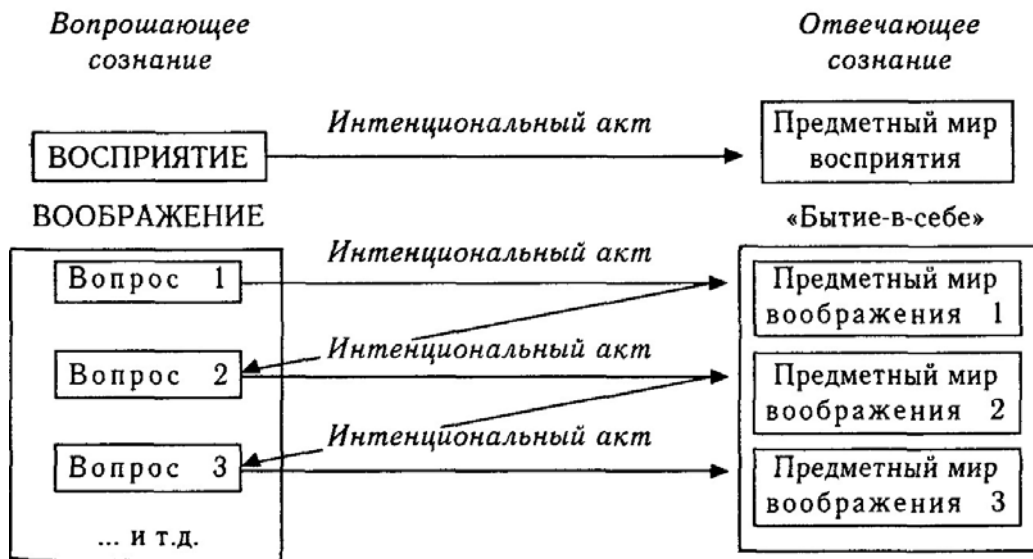 Вопрошающее
сознание
Отвечающее
сознание
Интенциональный акт
ВОСПРИЯТИЕ
Предметный мир
восприятия
ВООБРАЖЕНИЕ
«Бытие-в-себе»
Интенциональный акт
Вопрос 1
Предметный мир
воображения 1
Интенциональный акт
Вопрос 2
Предметный мир
воображения 2
Интенциональный акт
Вопрос 3
Предметный мир
воображения 3
... и т.д.